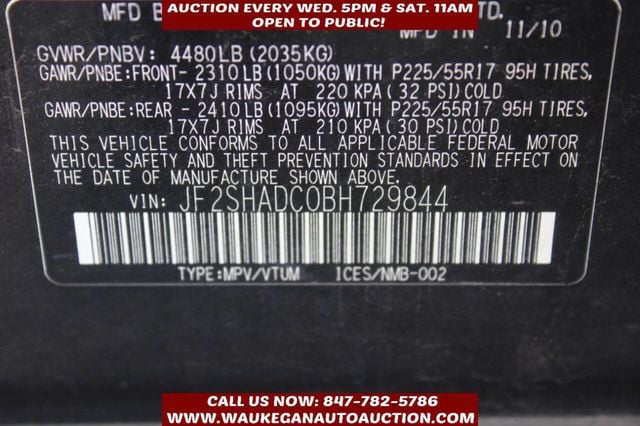 AUCTION EVERY WED. 5PM & SAT. 11AM
OPEN TO PUBLIC!
MFD B TD.
MFD IN 11/10
GVWR/PNBV: 4480LB (2035KG)
GAWR/PNBE:FRONT- 2310LB(1050KG)WITH P225/55R17 95H TIRES,
17X7J RIMS AT 220 KPA (32 PSI)COLD
GAWR/PNBE:REAR -2410LB(1095KG)WITH P225/55R17 95H TIRES,
17X7J RIMS AT 210 KPA (30 PSI)COLD
THIS VEHICLE CONFORMS TO ALL APPLICABLE FEDERAL MOTOR
VEHICLE SAFETY AND THEFT PREVENTION STANDARDS IN EFFECT ON
THE DATE OF MANUFACTURE SHOWN ABOVE.
VIN: JF2SHADC0BH729844
TYPE:MPV/VTUM ICES/NMB-002
CALL US NOW: 847-782-5786
WWW.WAUKEGANAUTOAUCTION.COM